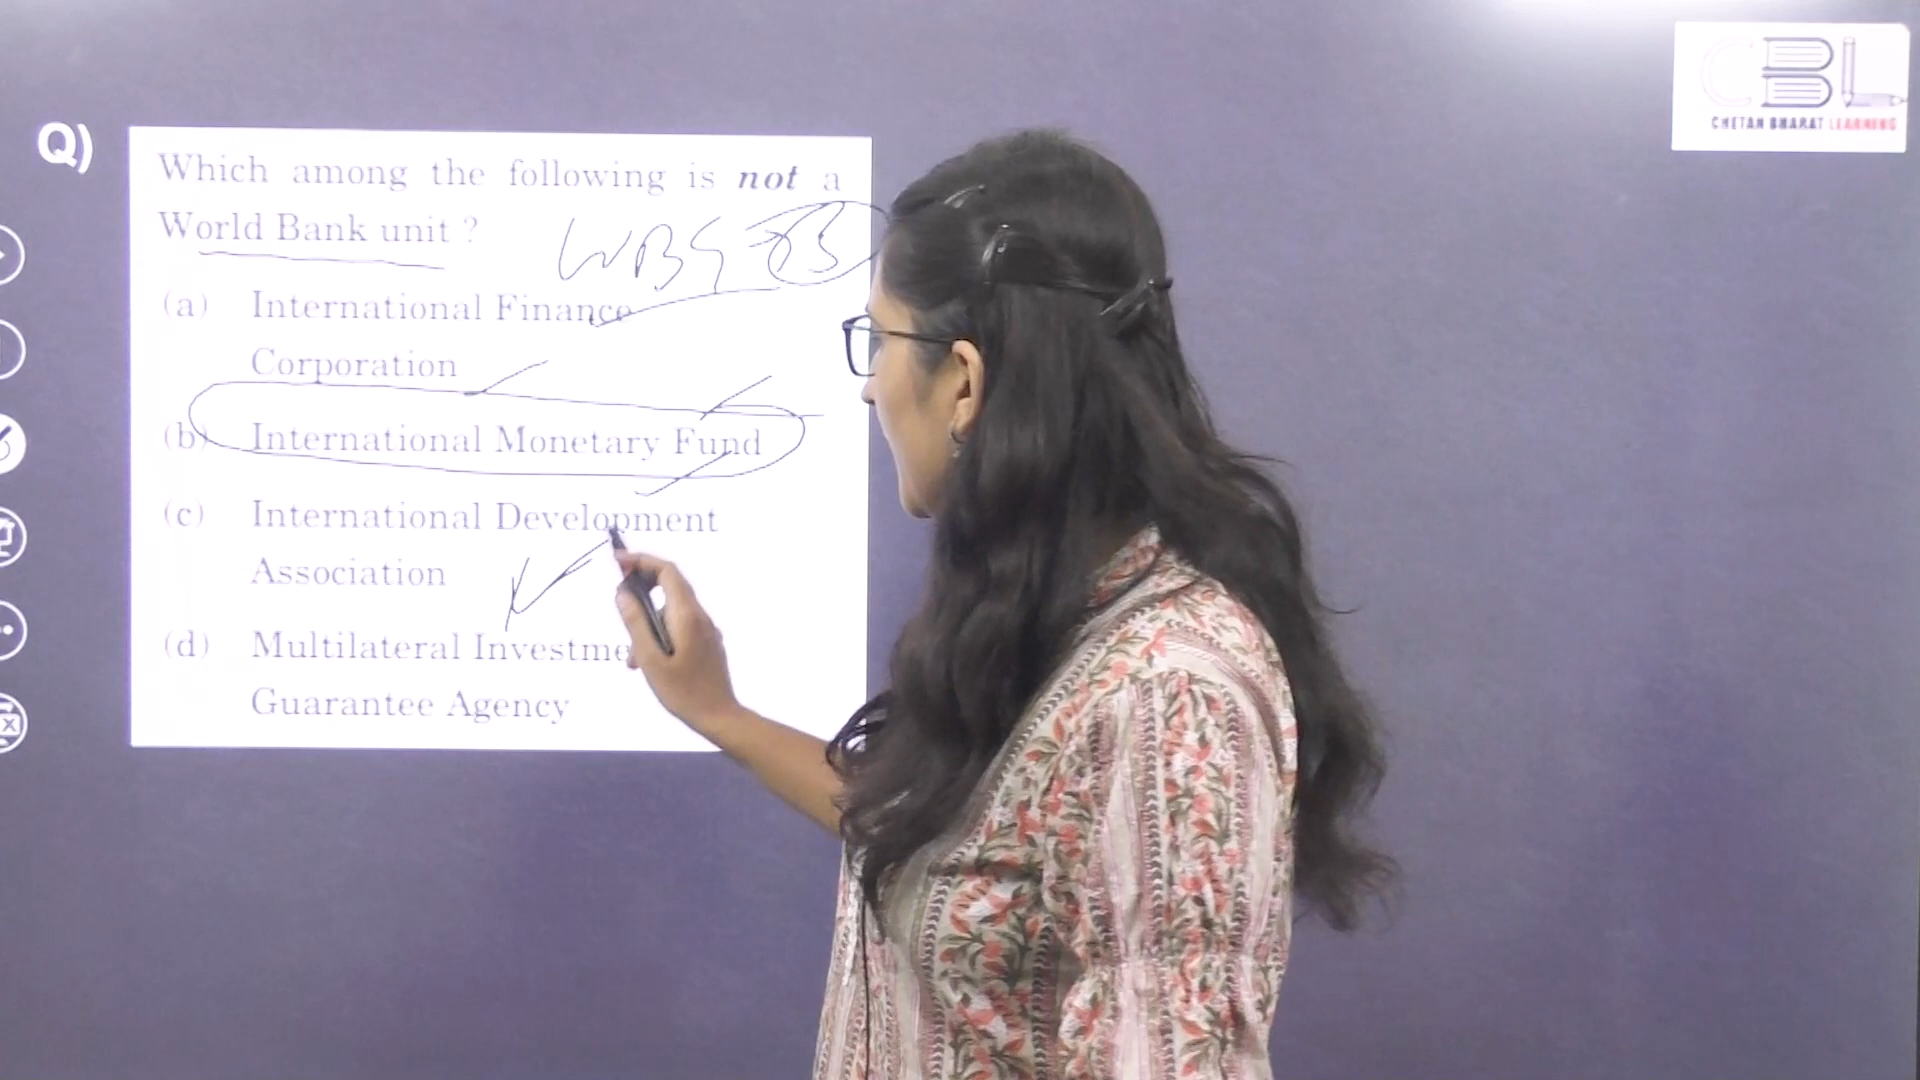 CBL
CHETAN BHARAT LEARNING
Q)
Which among the following is not a
World Bank unit ?
WBG
(a) International Finance
Corporation
(b) International Monetary Fund
(c) International Development
Association
(d) Multilateral Investme
Guarantee Agency